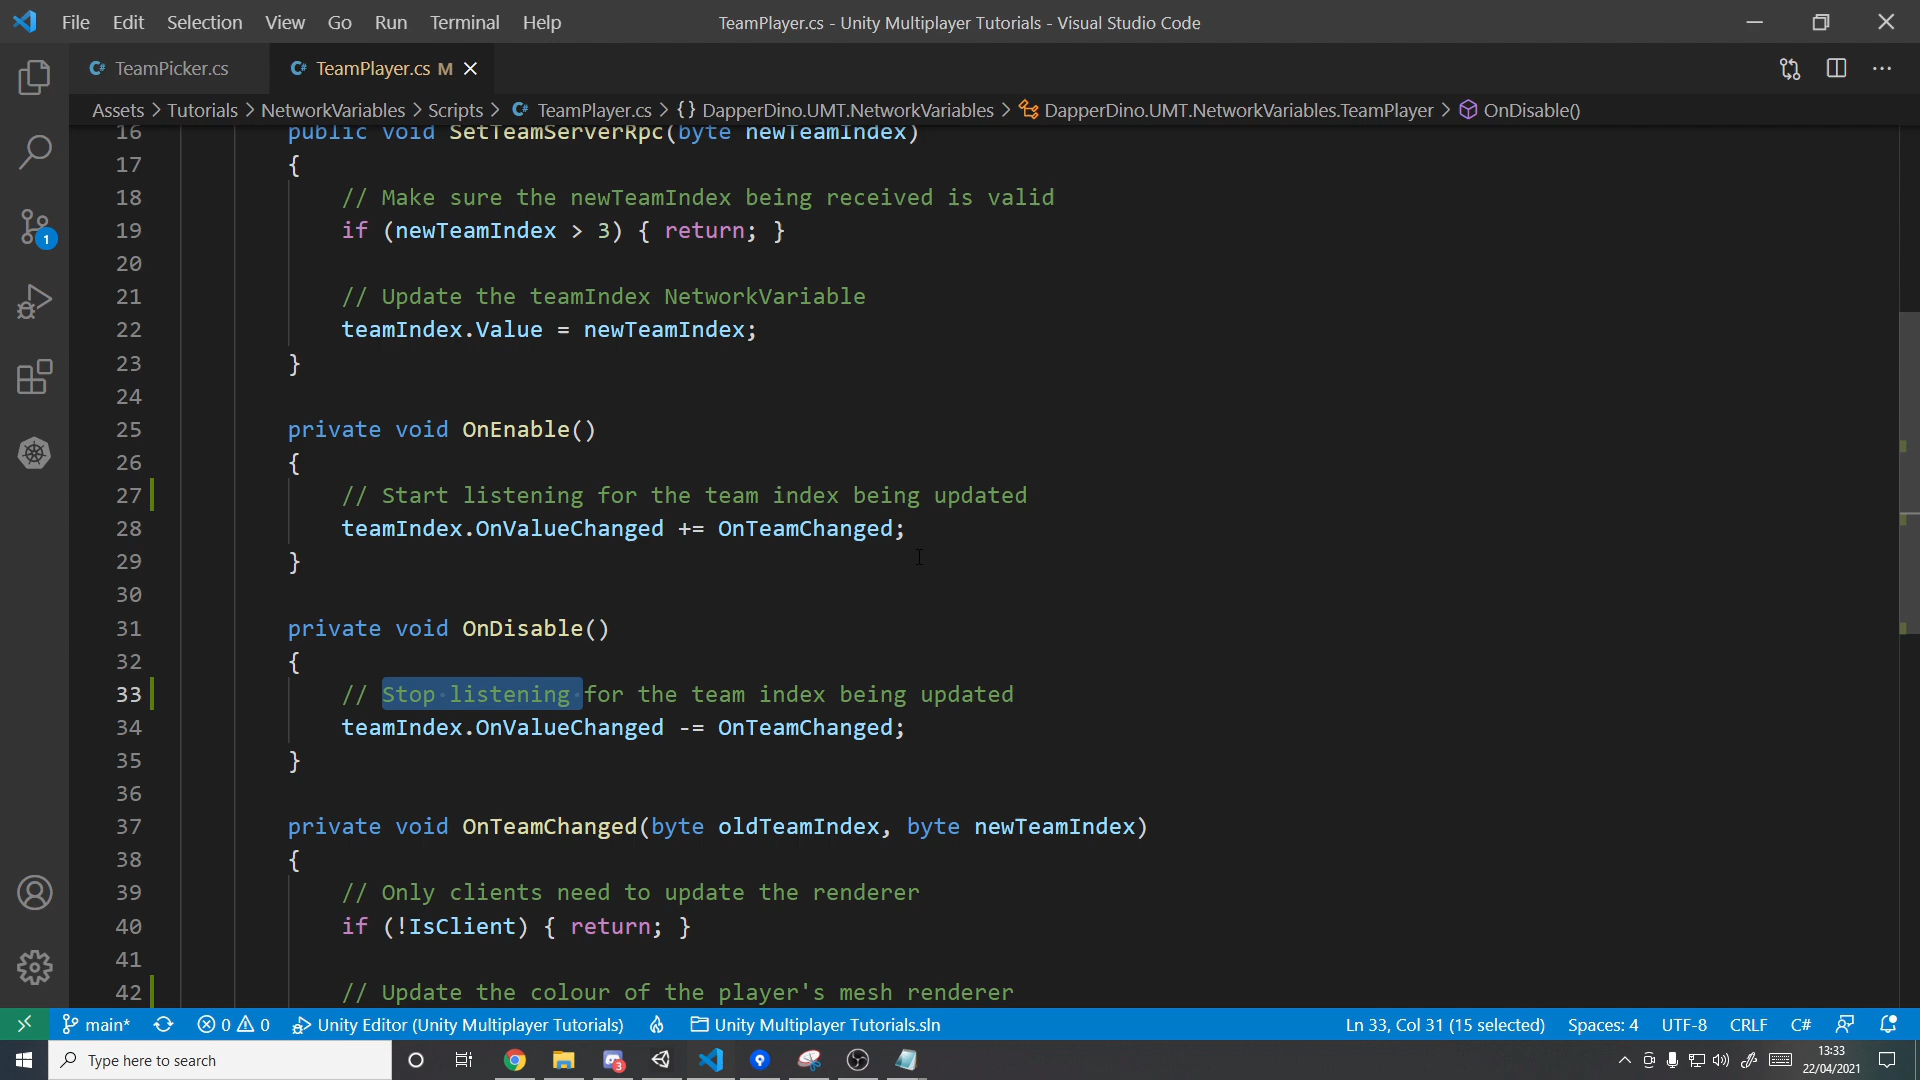 File Edit Selection View Go Run Terminal Help
TeamPlayer.cs - Unity Multiplayer Tutorials - Visual Studio Code
TeamPicker.cs
TeamPlayer.cs M
Assets > Tutorials > NetworkVariables > Scripts > TeamPlayer.cs > {} DapperDino.UMT.NetworkVariables > DapperDino.UMT.NetworkVariables.TeamPlayer > OnDisable()
16 public void SetTeamServerRpc(byte newTeamIndex)
17 {
18 // Make sure the newTeamIndex being received is valid
19 if (newTeamIndex > 3) { return; }
20
21 // Update the teamIndex NetworkVariable
22 teamIndex.Value = newTeamIndex;
23 }
24
25 private void OnEnable()
26 {
27 // Start listening for the team index being updated
28 teamIndex.OnValueChanged += OnTeamChanged;
29 }
30
31 private void OnDisable()
32 {
33 // Stop listening for the team index being updated
34 teamIndex.OnValueChanged -= OnTeamChanged;
35 }
36
37 private void OnTeamChanged(byte oldTeamIndex, byte newTeamIndex)
38 {
39 // Only clients need to update the renderer
40 if (!IsClient) { return; }
41
42 // Update the colour of the player's mesh renderer
1
main* 0 0 Unity Editor (Unity Multiplayer Tutorials) Unity Multiplayer Tutorials.sln Ln 33, Col 31 (15 selected) Spaces: 4 UTF-8 CRLF C#
Type here to search
3
13:33
22/04/2021